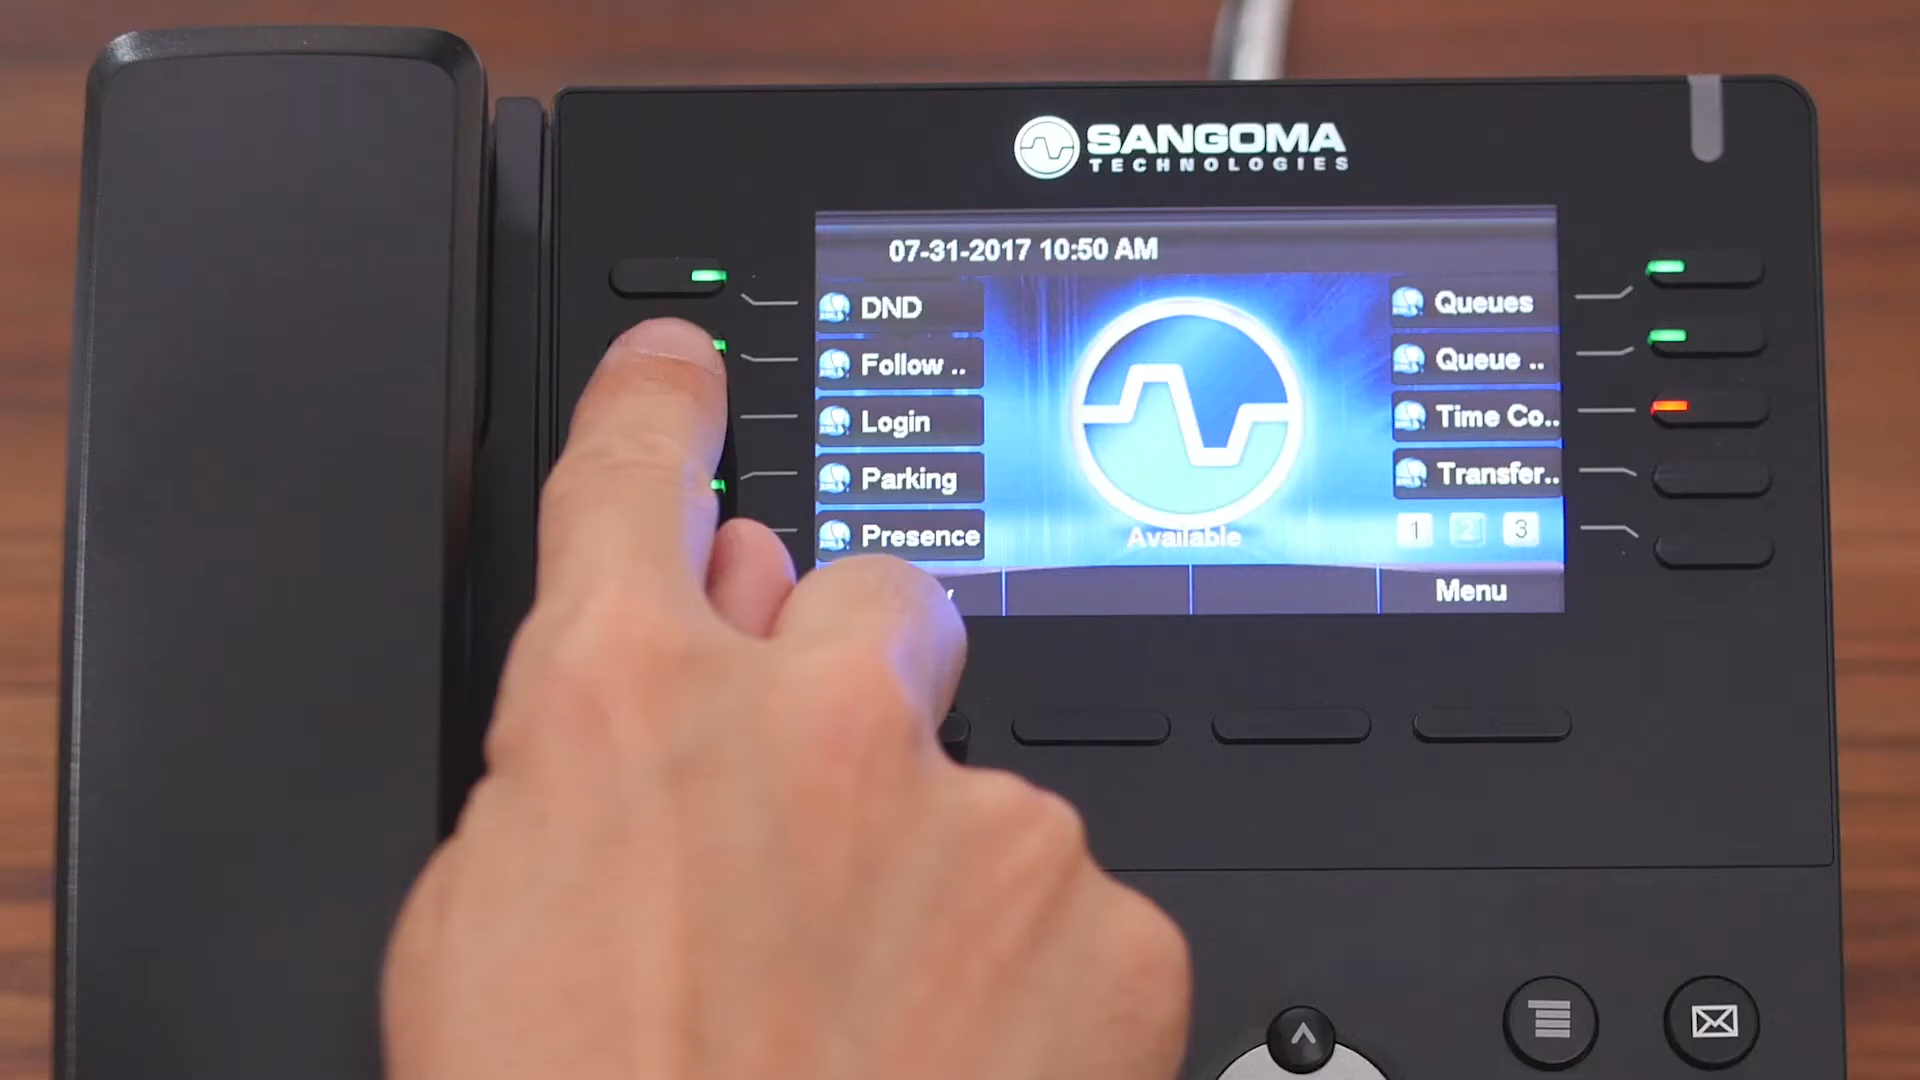 SANGOMA
TECHNOLOGIES
07-31-2017 10:50 AM
DND
Follow ..
Login
Parking
Presence
Queues
Queue ..
Time Co..
Transfer..
1 2 3
Available
Menu